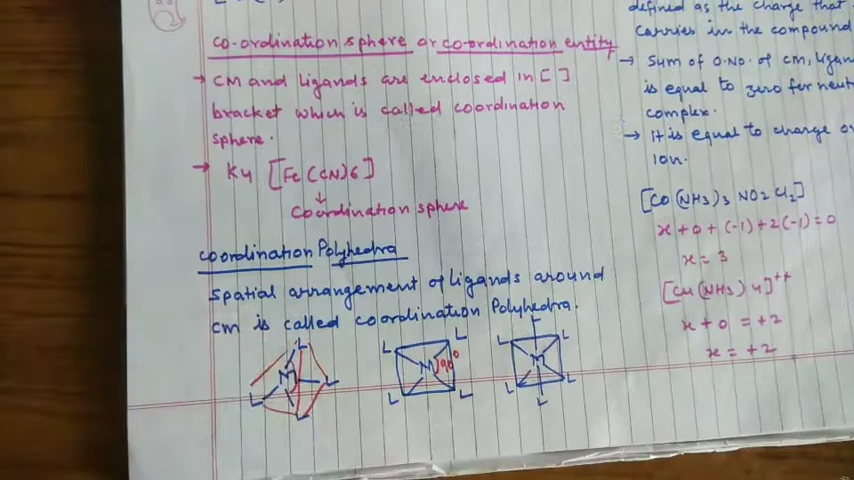 co-ordination sphere or co-ordination entity
→ CM and ligands are enclosed in [ ]
bracket which is called coordination
sphere.
→ K4 [Fe(CN)6]
↓
Coordination sphere
coordination Polyhedra
spatial arrangement of ligands around
cm is called coordination Polyhedra.
L
M
L
L
L
L
L
M 90°
L
L
L
L
L
M
L
L
L
defined as the charge that
carries in the compound
→ Sum of O.No. of cm,
is equal to zero for
complex.
→ It is equal to charge
Ion.
[Co(NH3)3 NO2 Cl2]
x+0+(-1)+2(-1)=0
x = 3
[Cu(NH3)4]++
x+0 = +2
x = +2